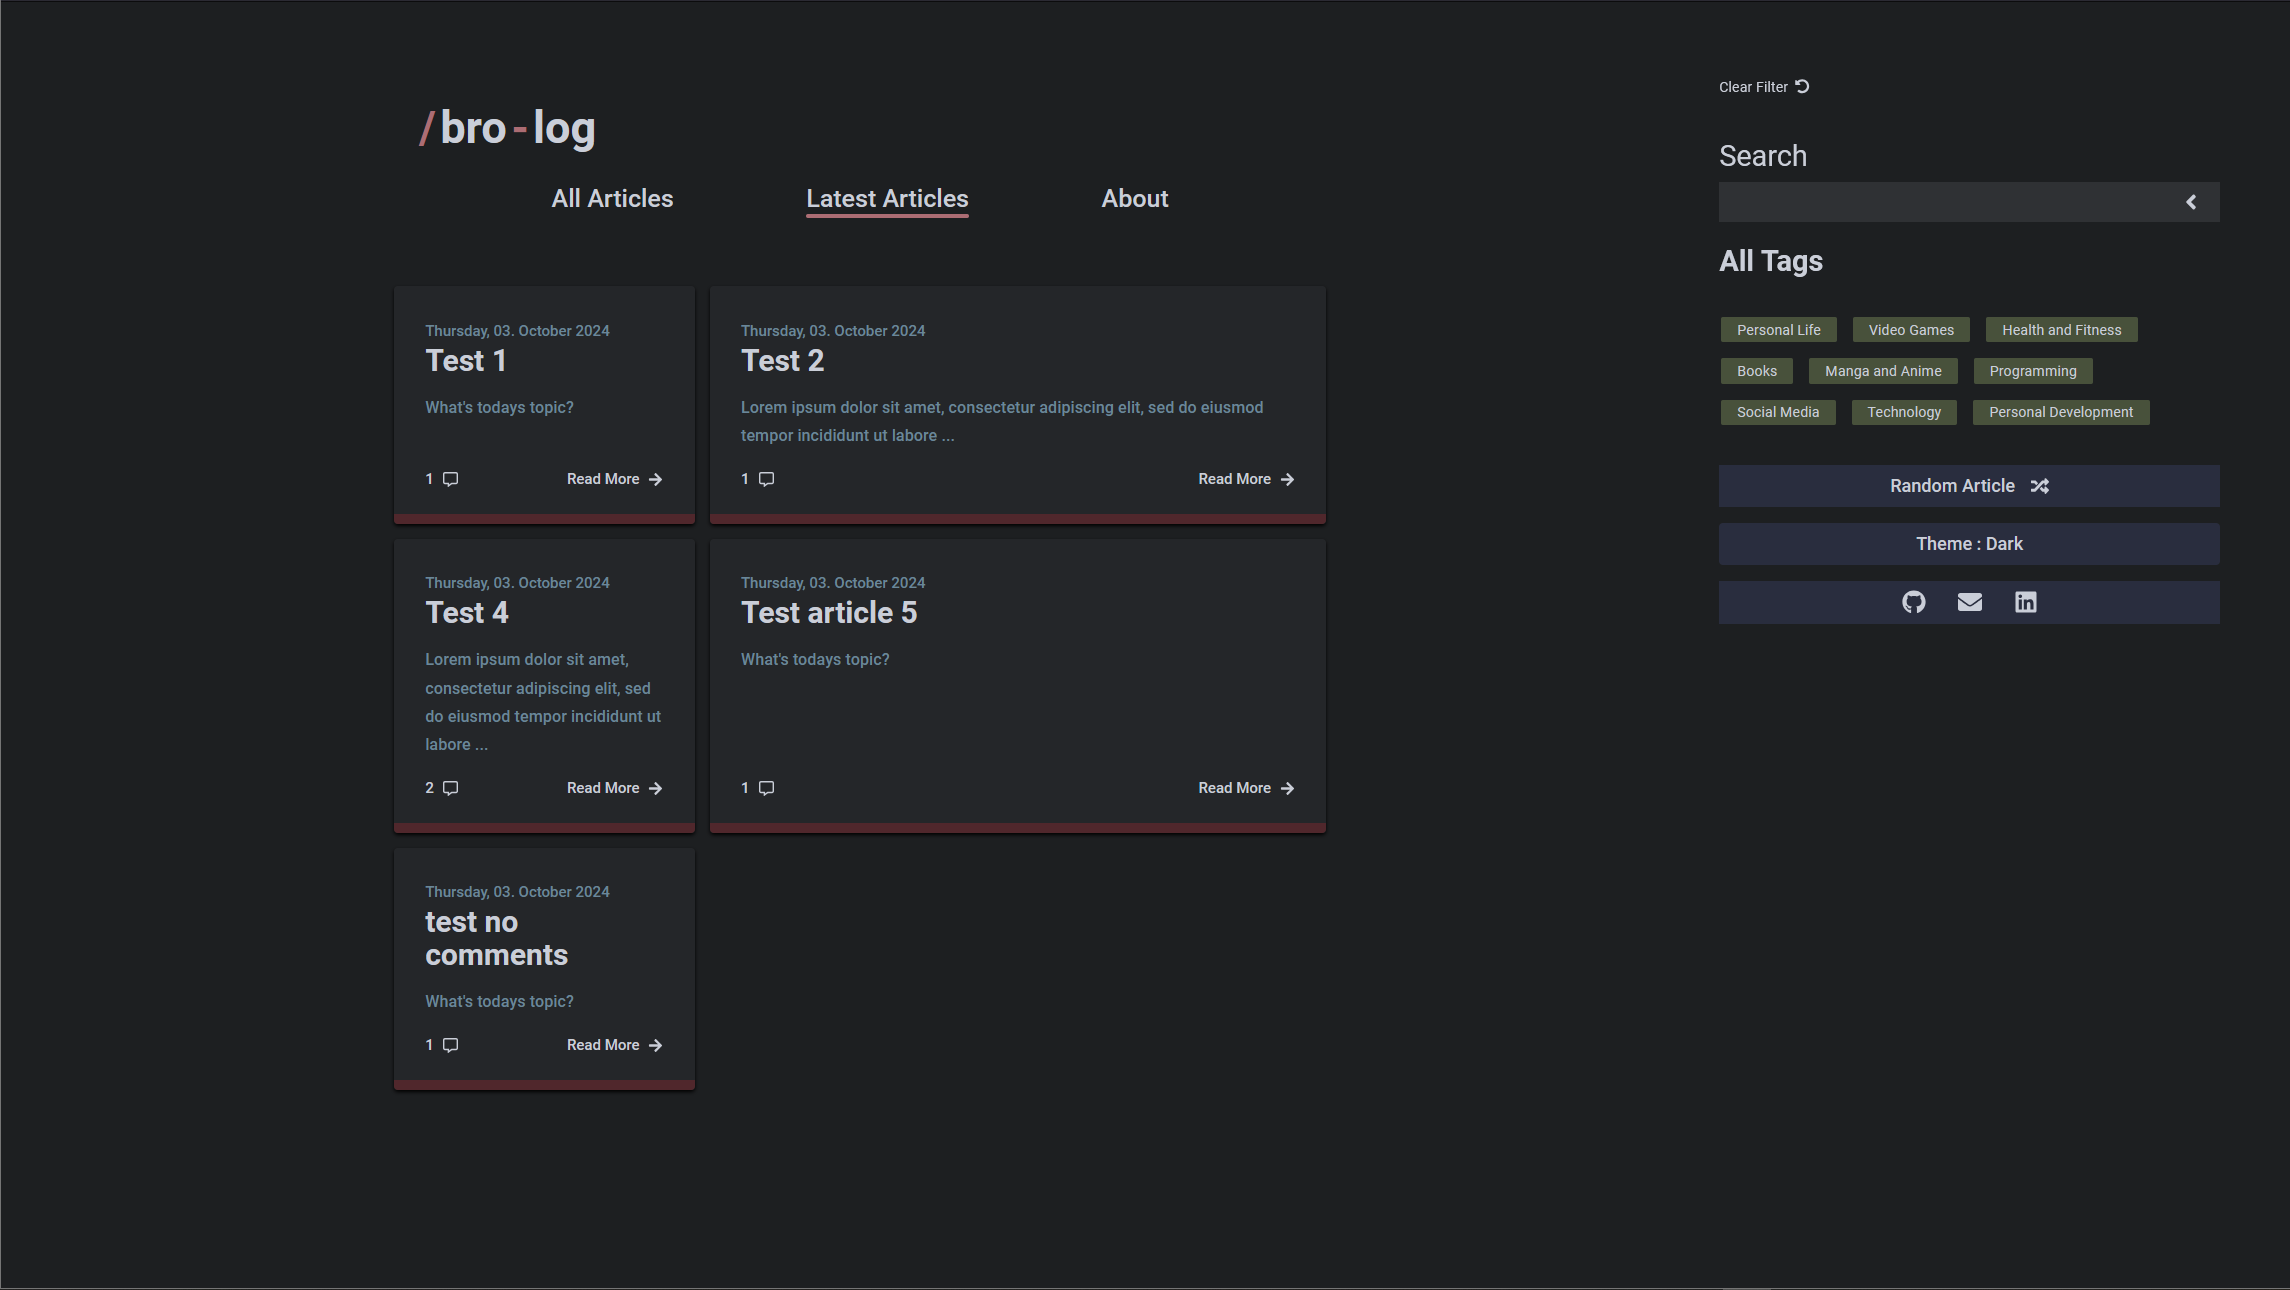 /bro-log
All Articles
Latest Articles
About
Thursday, 03. October 2024
Test 1
What's todays topic?
1
Read More
Thursday, 03. October 2024
Test 2
Lorem ipsum dolor sit amet, consectetur adipiscing elit, sed do eiusmod
tempor incididunt ut labore ...
1
Read More
Thursday, 03. October 2024
Test 4
Lorem ipsum dolor sit amet,
consectetur adipiscing elit, sed
do eiusmod tempor incididunt ut
labore ...
2
Read More
Thursday, 03. October 2024
Test article 5
What's todays topic?
1
Read More
Thursday, 03. October 2024
test no
comments
What's todays topic?
1
Read More
Clear Filter
Search
All Tags
Personal Life
Video Games
Health and Fitness
Books
Manga and Anime
Programming
Social Media
Technology
Personal Development
Random Article
Theme : Dark